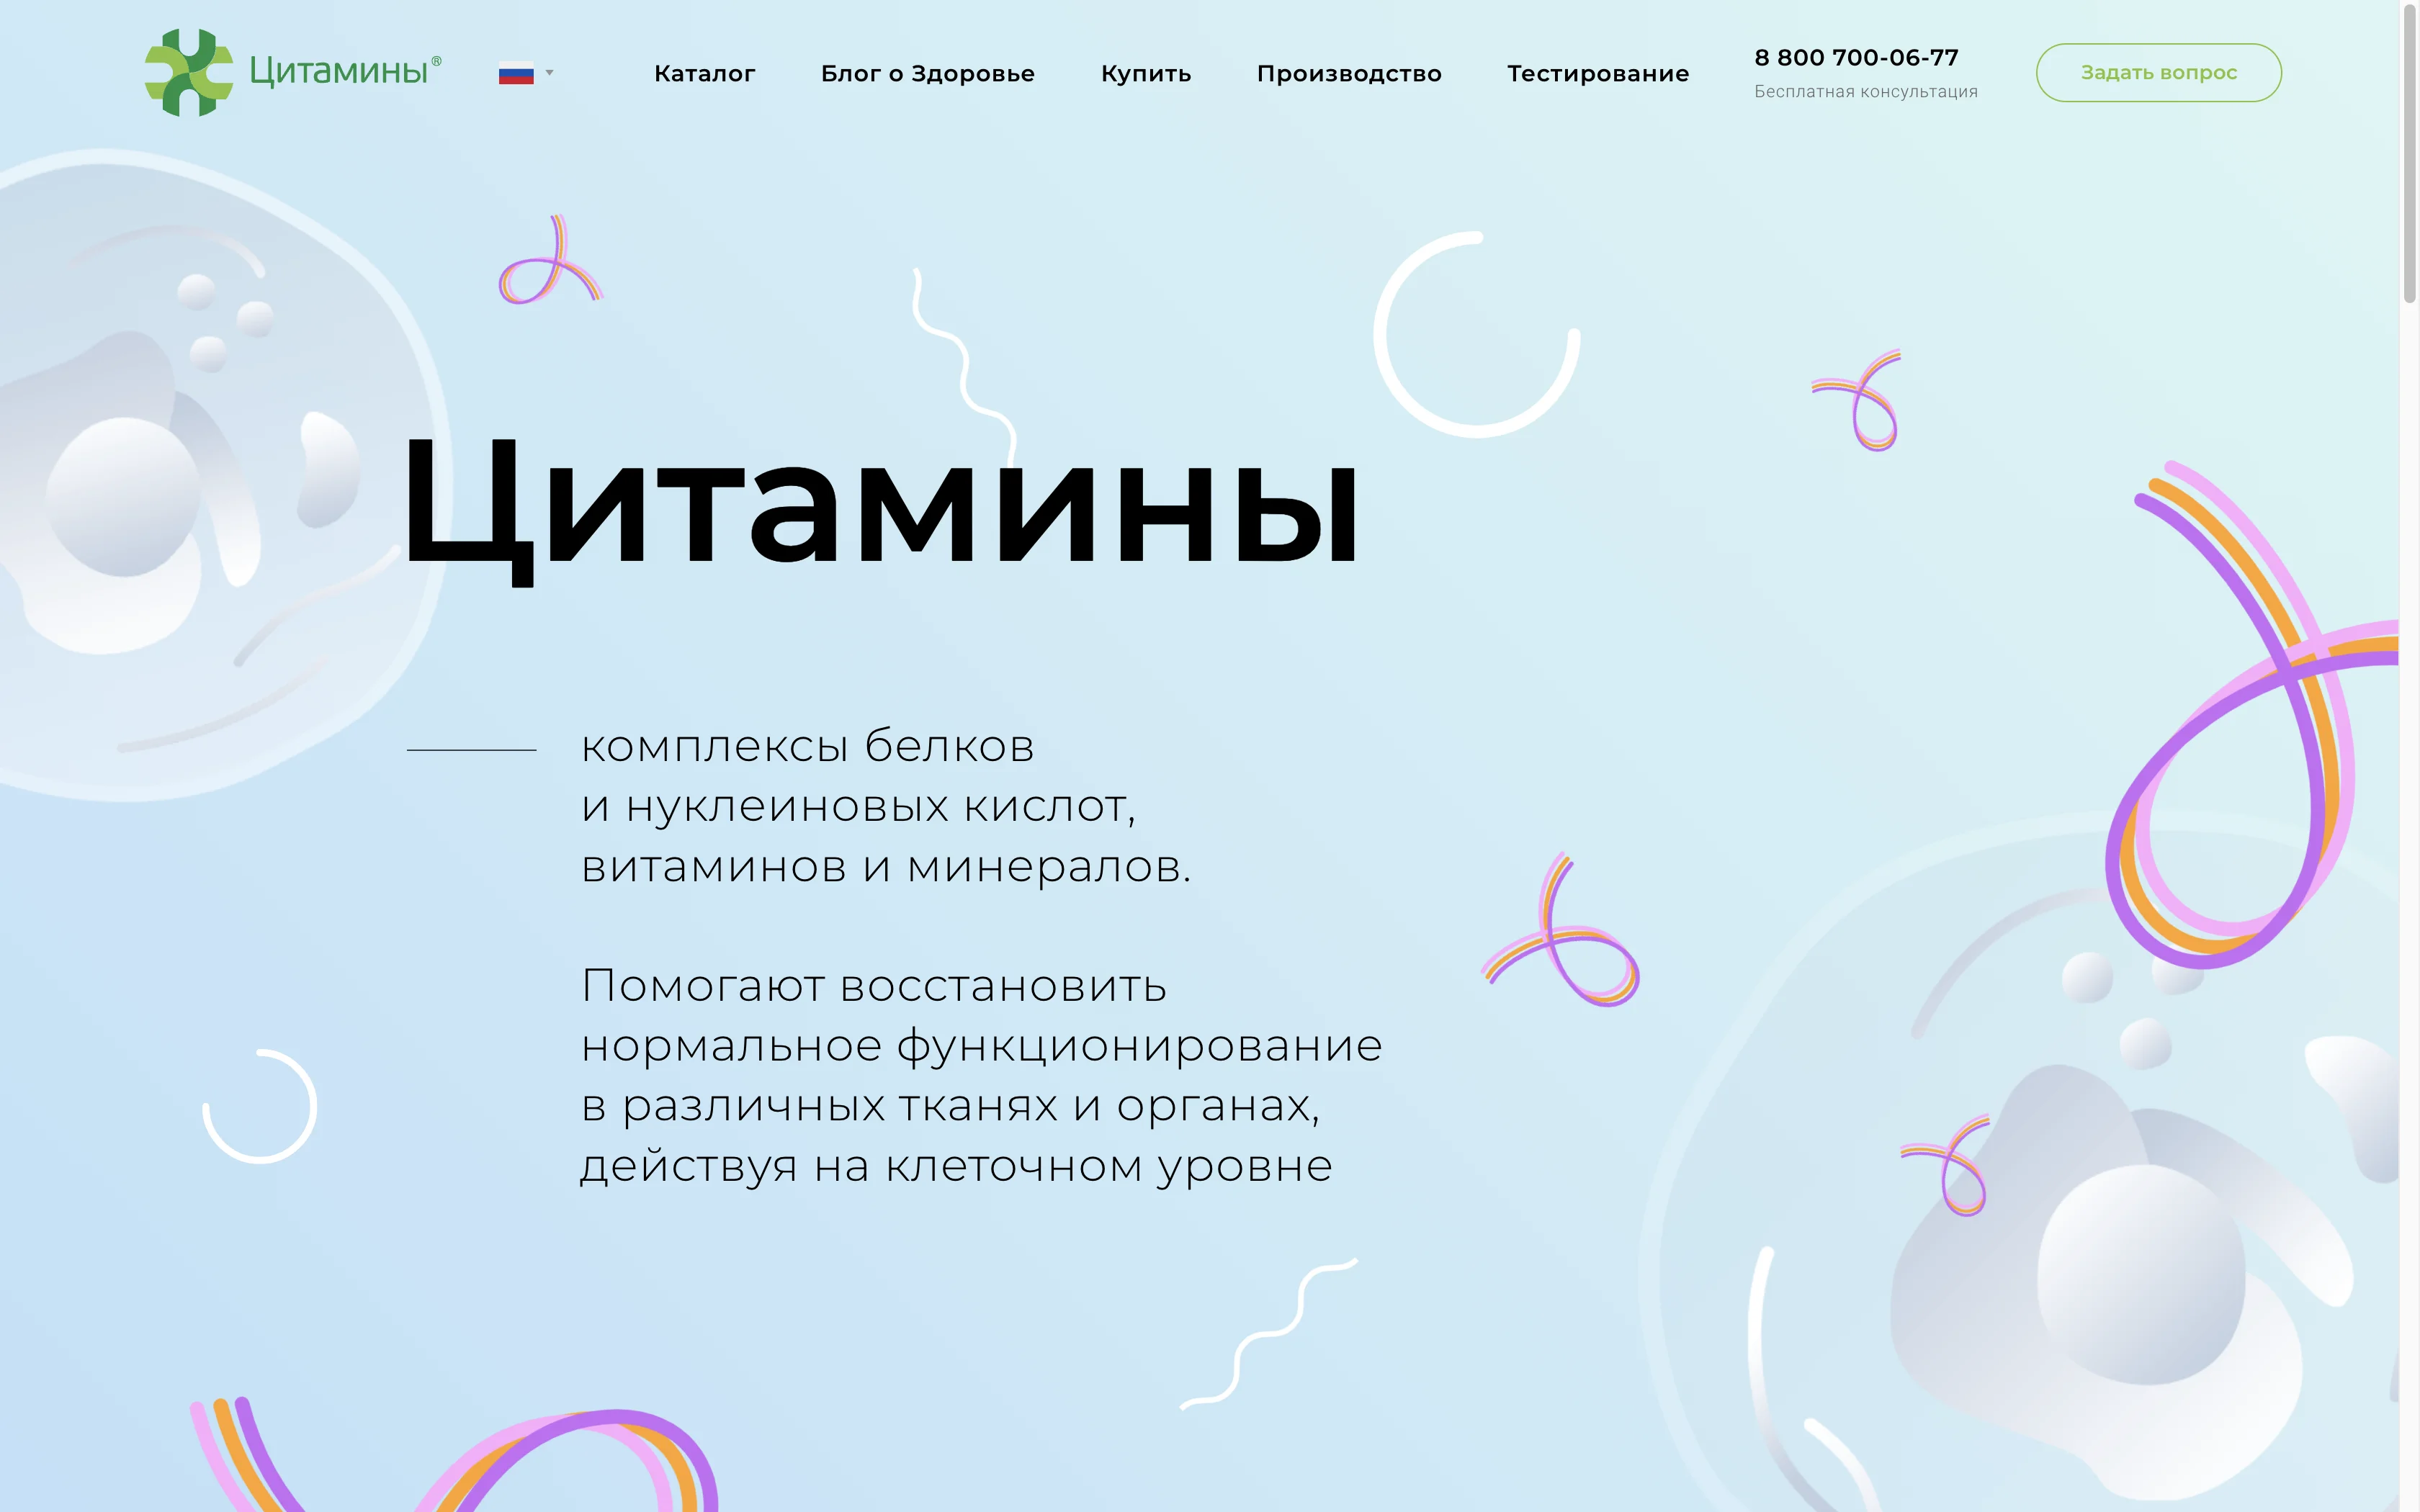 Цитамины®
Каталог
Блог о Здоровье
Купить
Производство
Тестирование
8 800 700-06-77
Бесплатная консультация
Задать вопрос
Цитамины
комплексы белков
и нуклеиновых кислот,
витаминов и минералов.
Помогают восстановить
нормальное функционирование
в различных тканях и органах,
действуя на клеточном уровне